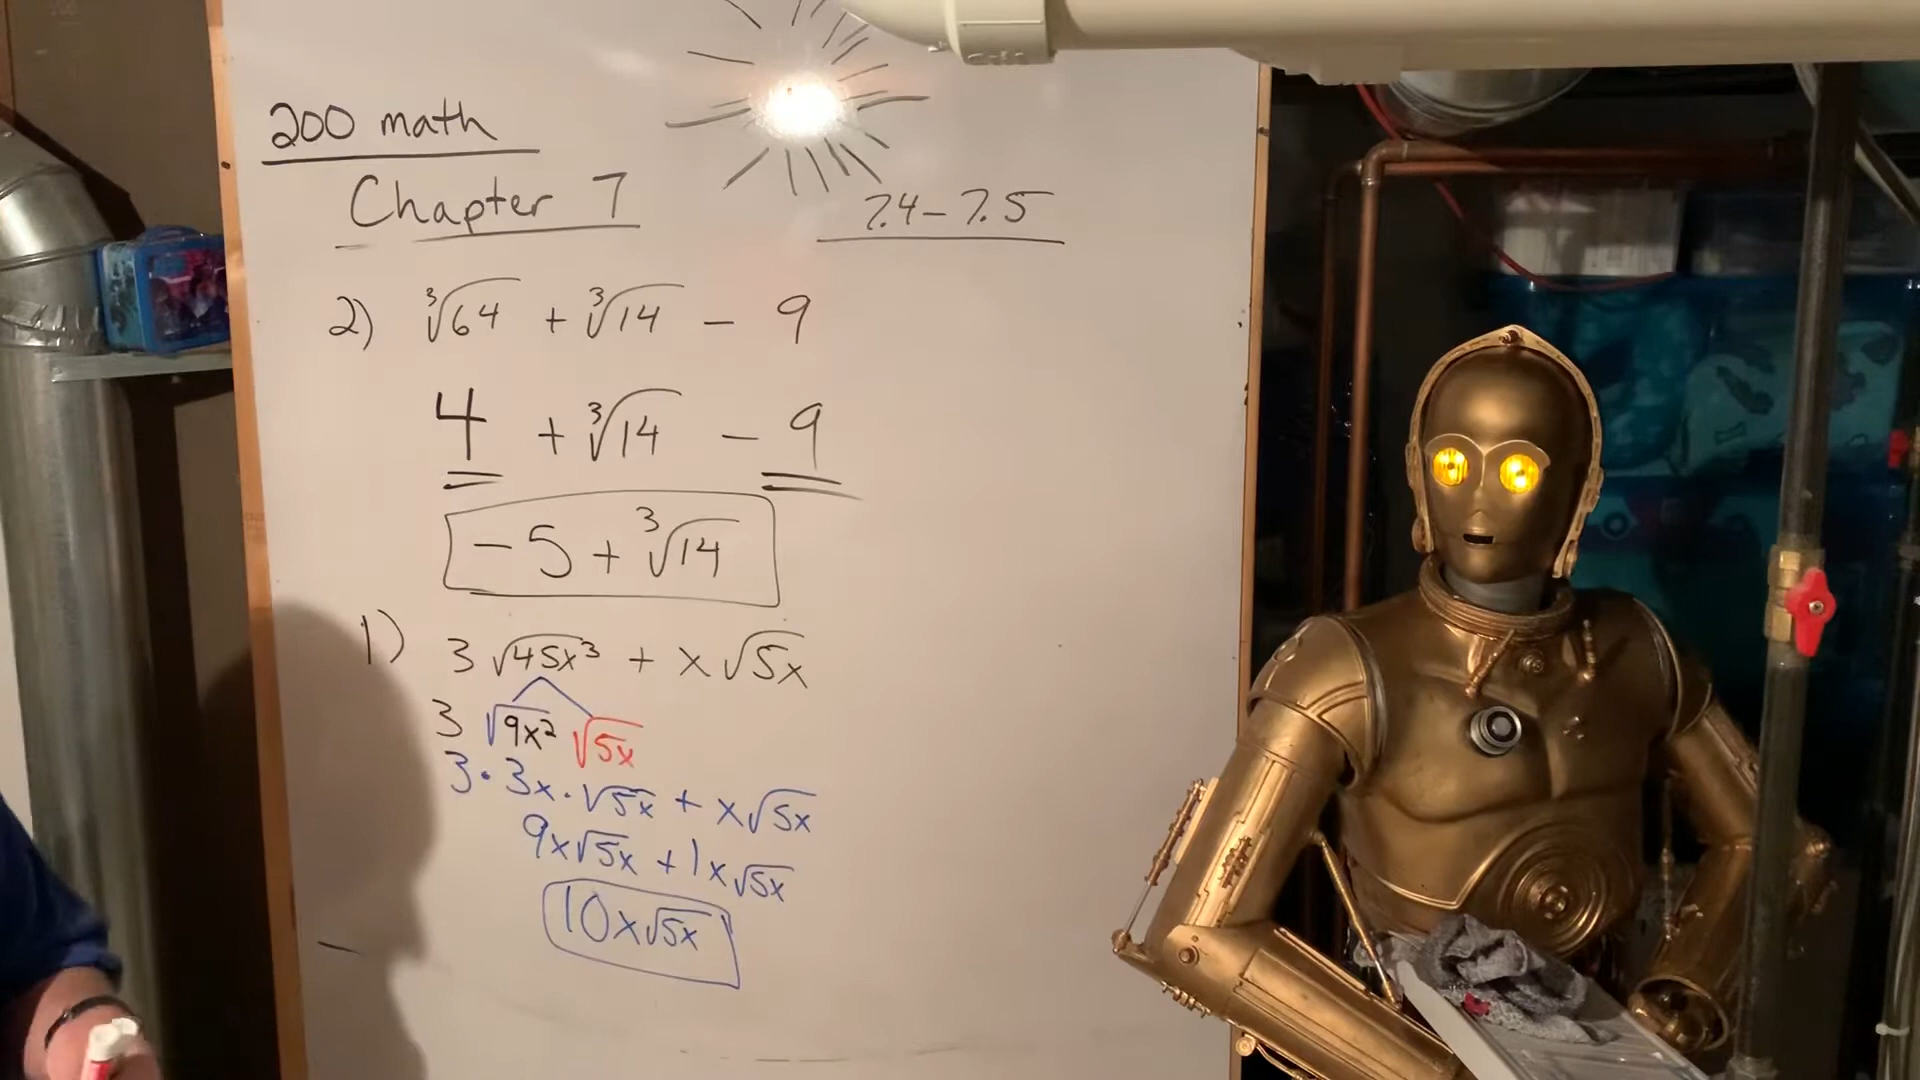 200 math
Chapter 7
7.4 - 7.5
2) ∛64 + ∛14 - 9
4 + ∛14 - 9
-5 + ∛14
1) 3√45x³ + x√5x
3 √9x² √5x
3 · 3x · √5x + x√5x
9x√5x + 1x√5x
10x√5x